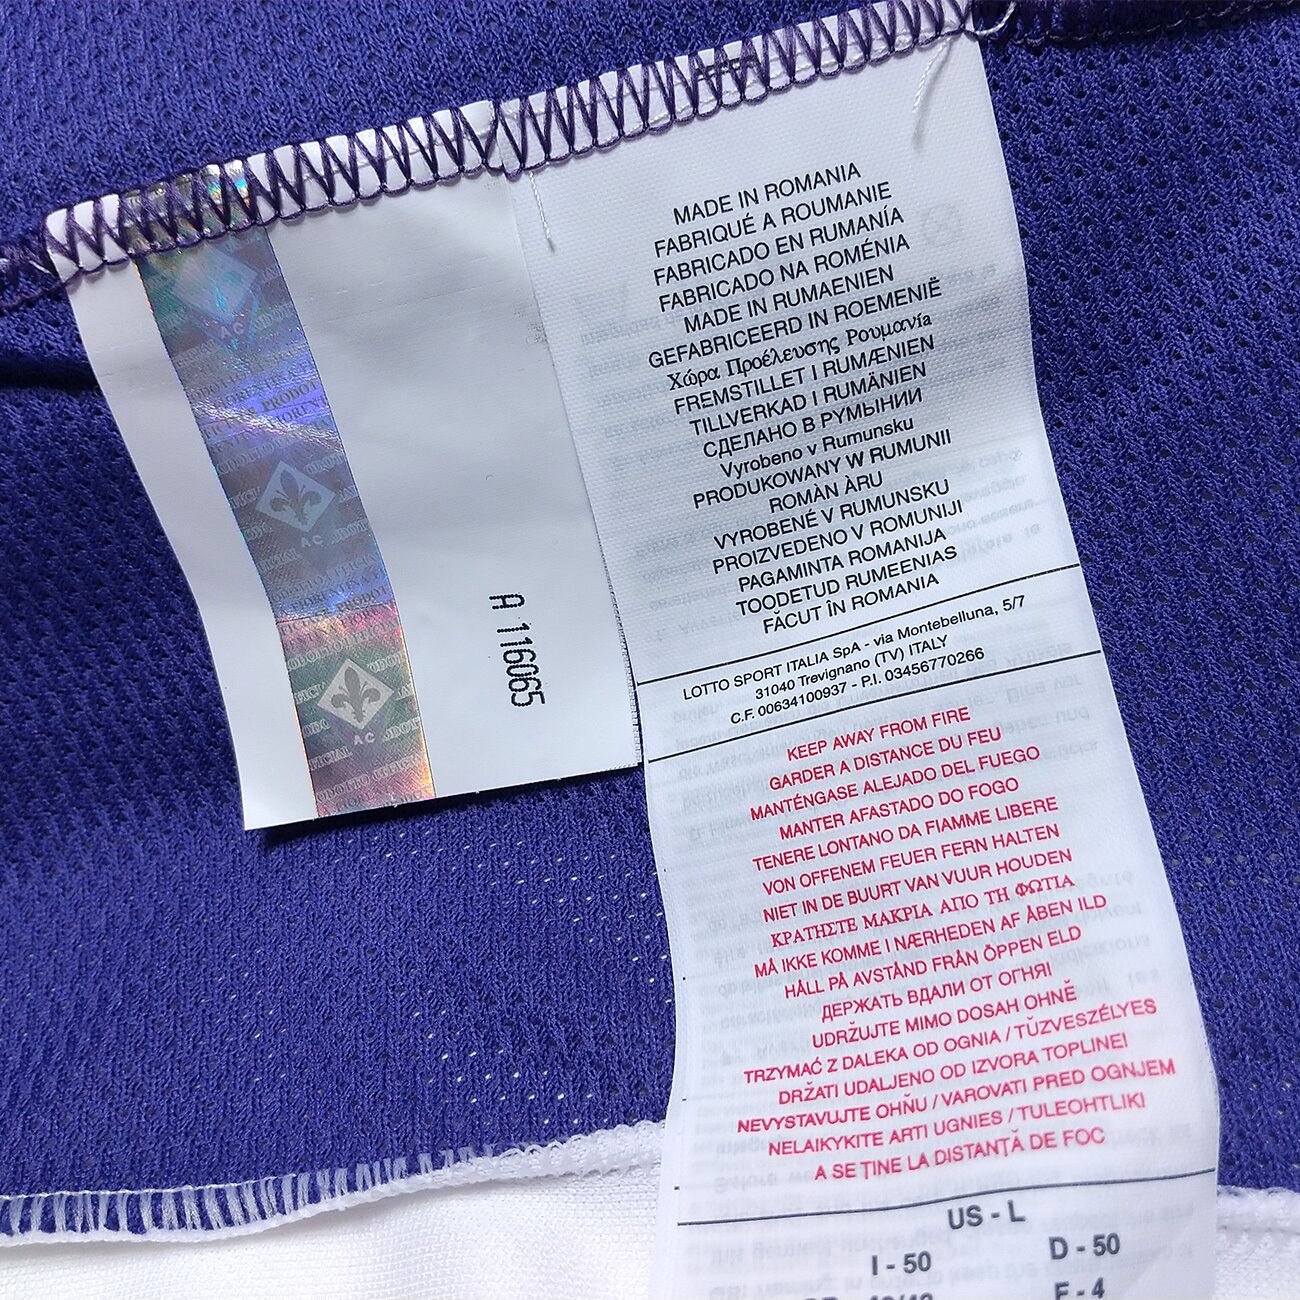 A 116065
MADE IN ROMANIA
FABRIQUÉ A ROUMANIE
FABRICADO EN RUMANÍA
FABRICADO NA ROMÉNIA
MADE IN RUMAENIEN
GEFABRICEERD IN ROEMENIË
Χώρα Προέλευσης Ρουμανία
FREMSTILLET I RUMÆNIEN
TILLVERKAD I RUMÄNIEN
СДЕЛАНО В РУМЫНИИ
Vyrobeno v Rumunsku
PRODUKOWANY W RUMUNII
ROMÀN ÀRU
VYROBENÉ V RUMUNSKU
PROIZVEDENO V ROMUNIJI
PAGAMINTA ROMANIJA
TOODETUD RUMEENIAS
FĂCUT ÎN ROMANIA
LOTTO SPORT ITALIA SpA - via Montebelluna, 5/7
31040 Trevignano (TV) ITALY
C.F. 00634100937 - P.I. 03456770266
KEEP AWAY FROM FIRE
GARDER A DISTANCE DU FEU
MANTÉNGASE ALEJADO DEL FUEGO
MANTER AFASTADO DO FOGO
TENERE LONTANO DA FIAMME LIBERE
VON OFFENEM FEUER FERN HALTEN
NIET IN DE BUURT VAN VUUR HOUDEN
ΚΡΑΤΗΣΤΕ ΜΑΚΡΙΑ ΑΠΟ ΤΗ ΦΩΤΙΑ
MÅ IKKE KOMME I NÆRHEDEN AF ÅBEN ILD
HÅLL PÅ AVSTÅND FRÅN ÖPPEN ELD
ДЕРЖАТЬ ВДАЛИ ОТ ОГНЯ!
UDRŽUJTE MIMO DOSAH OHNĚ
TRZYMAĆ Z DALEKA OD OGNIA / TŰZVESZÉLYES
DRŽATI UDALJENO OD IZVORA TOPLINE!
NEVYSTAVUJTE OHŇU / VAROVATI PRED OGNJEM
NELAIKYKITE ARTI UGNIES / TULEOHTLIK!
A SE ȚINE LA DISTANȚĂ DE FOC
US - L
I - 50 D - 50
F - 4